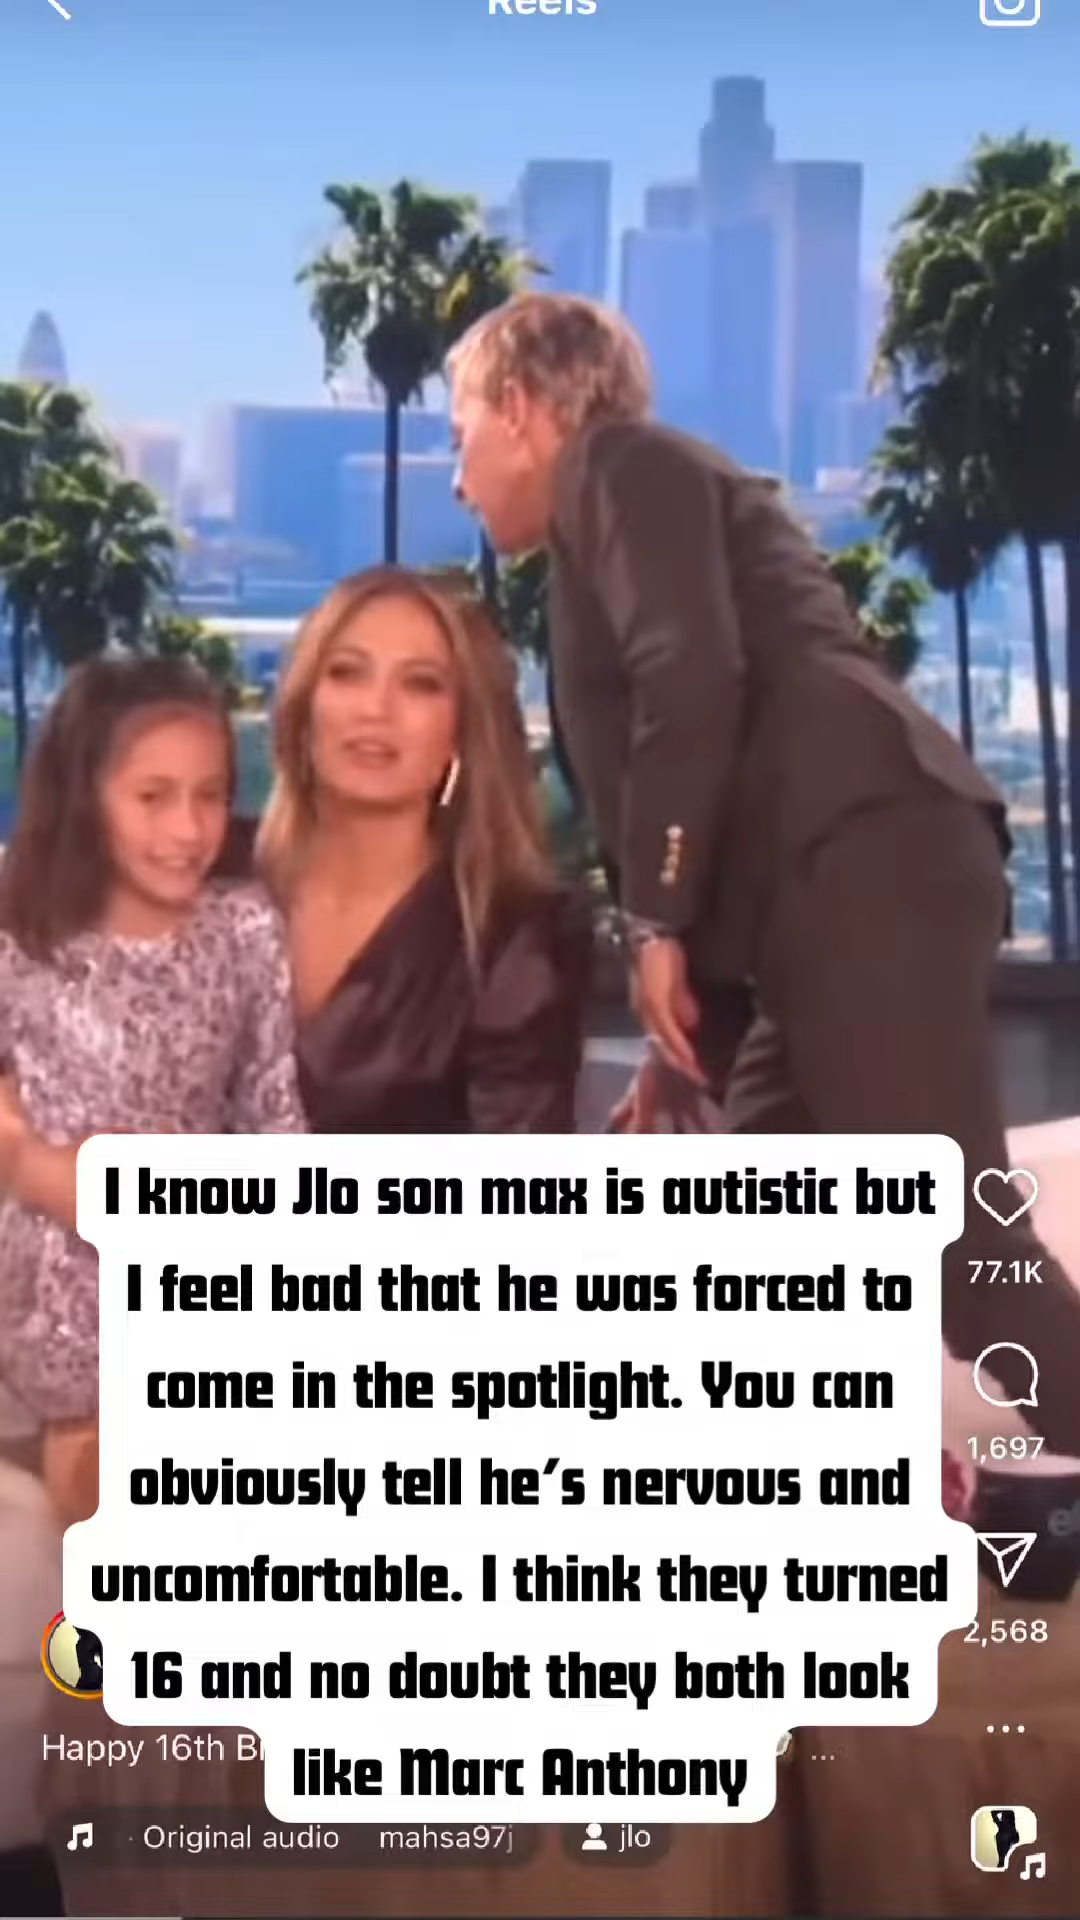 Reels
I know Jlo son max is autistic but
I feel bad that he was forced to
come in the spotlight. You can
obviously tell he's nervous and
uncomfortable. I think they turned
16 and no doubt they both look
like Marc Anthony
77.1K
1,697
2,568
Happy 16th
...
· Original audio mahsa97j jlo